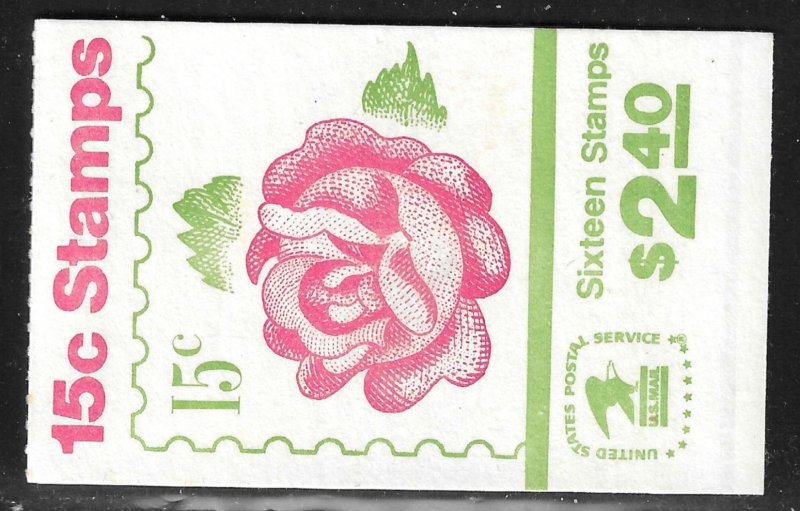 15c Stamps
15c
Sixteen Stamps
$2.40
UNITED STATES POSTAL SERVICE
U.S.MAIL